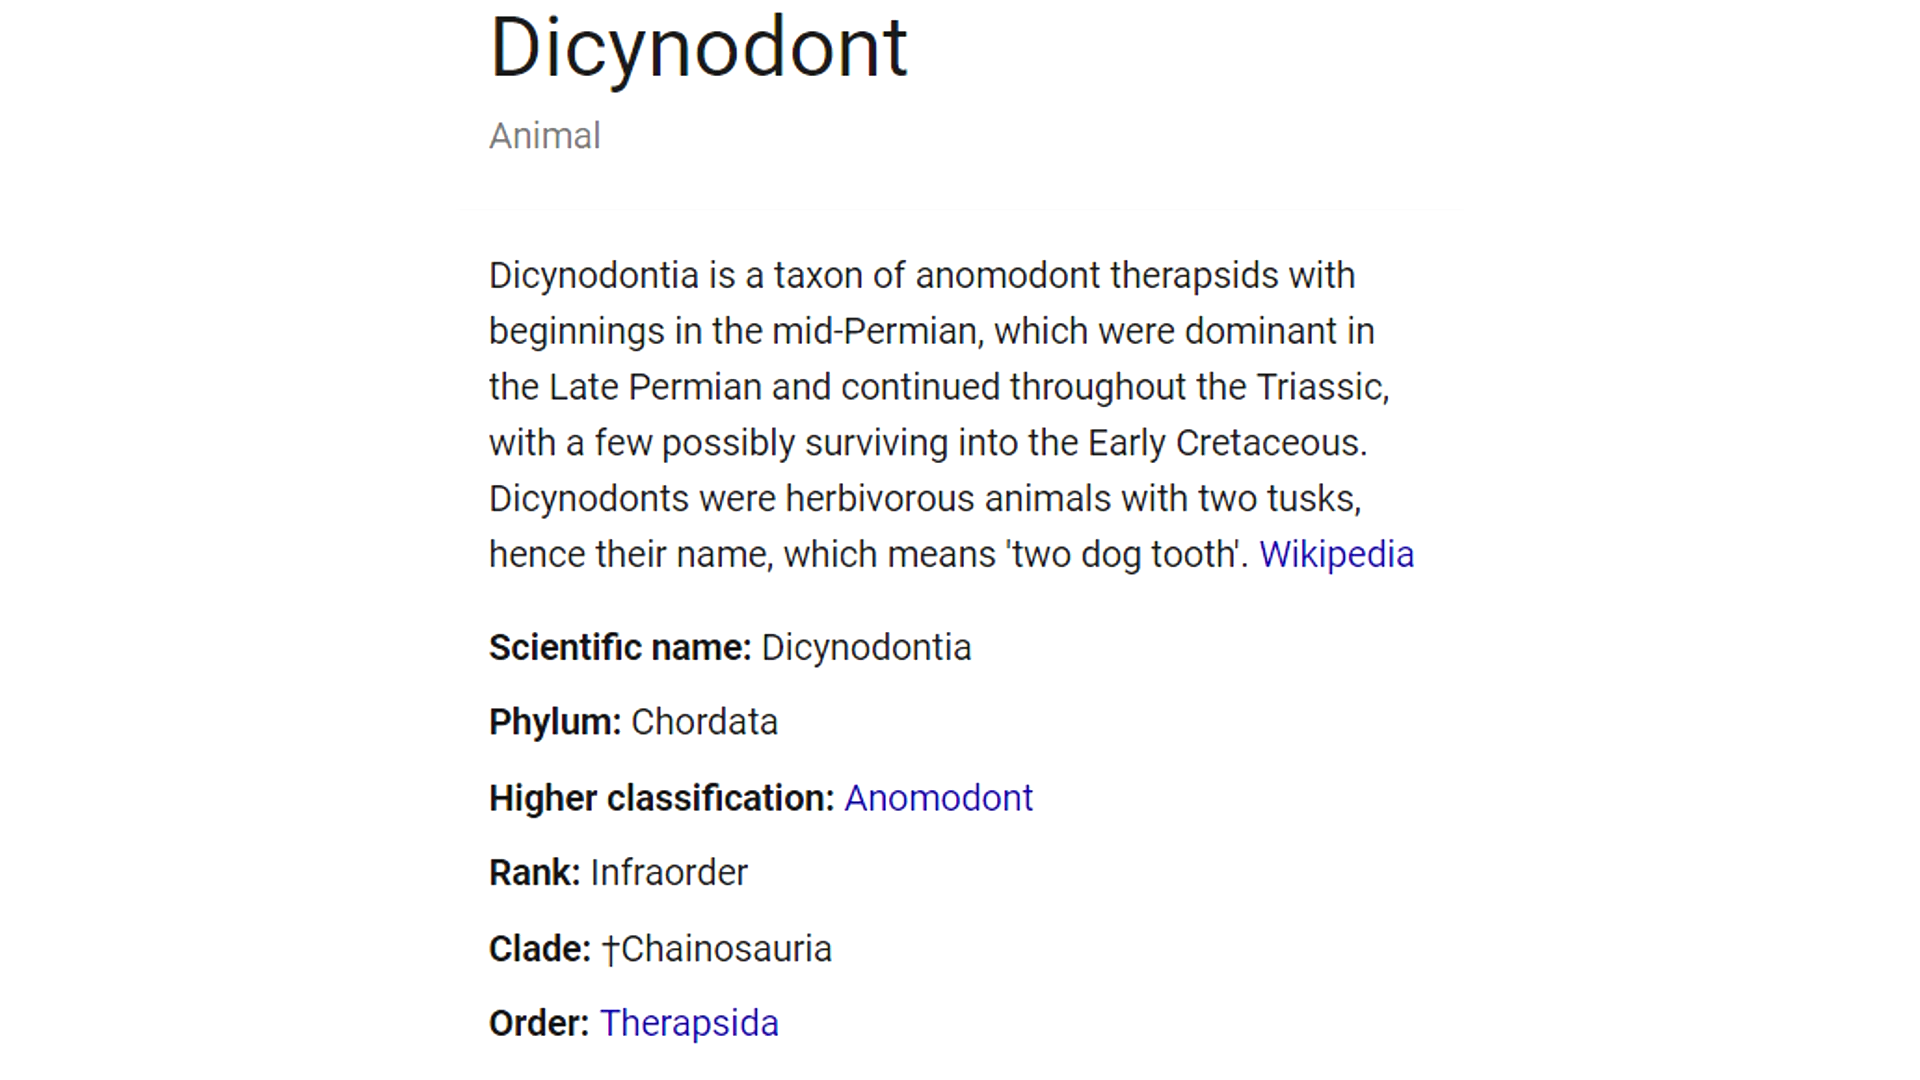 Dicynodont
Animal
Dicynodontia is a taxon of anomodont therapsids with
beginnings in the mid-Permian, which were dominant in
the Late Permian and continued throughout the Triassic,
with a few possibly surviving into the Early Cretaceous.
Dicynodonts were herbivorous animals with two tusks,
hence their name, which means 'two dog tooth'. Wikipedia
Scientific name: Dicynodontia
Phylum: Chordata
Higher classification: Anomodont
Rank: Infraorder
Clade: †Chainosauria
Order: Therapsida